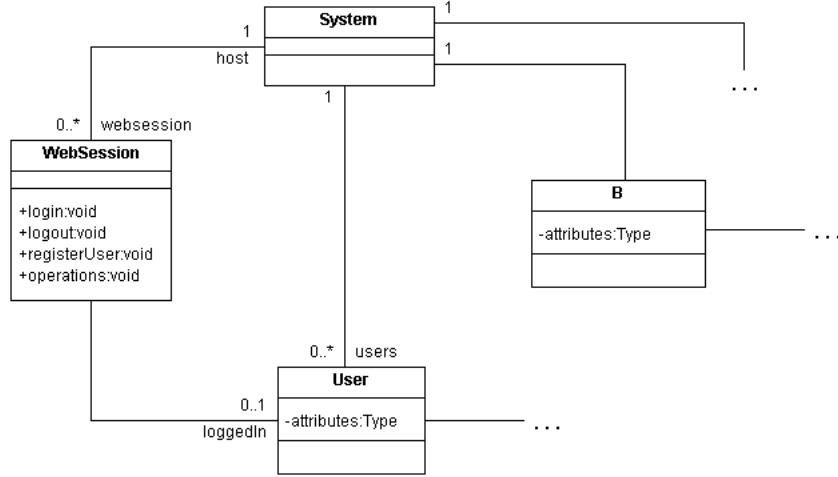 System
1
1
1
host
1
...
0..*
websession
WebSession
+login:void
+logout:void
+registerUser:void
+operations:void
B
-attributes:Type
...
0..*
users
User
-attributes:Type
0..1
loggedIn
...